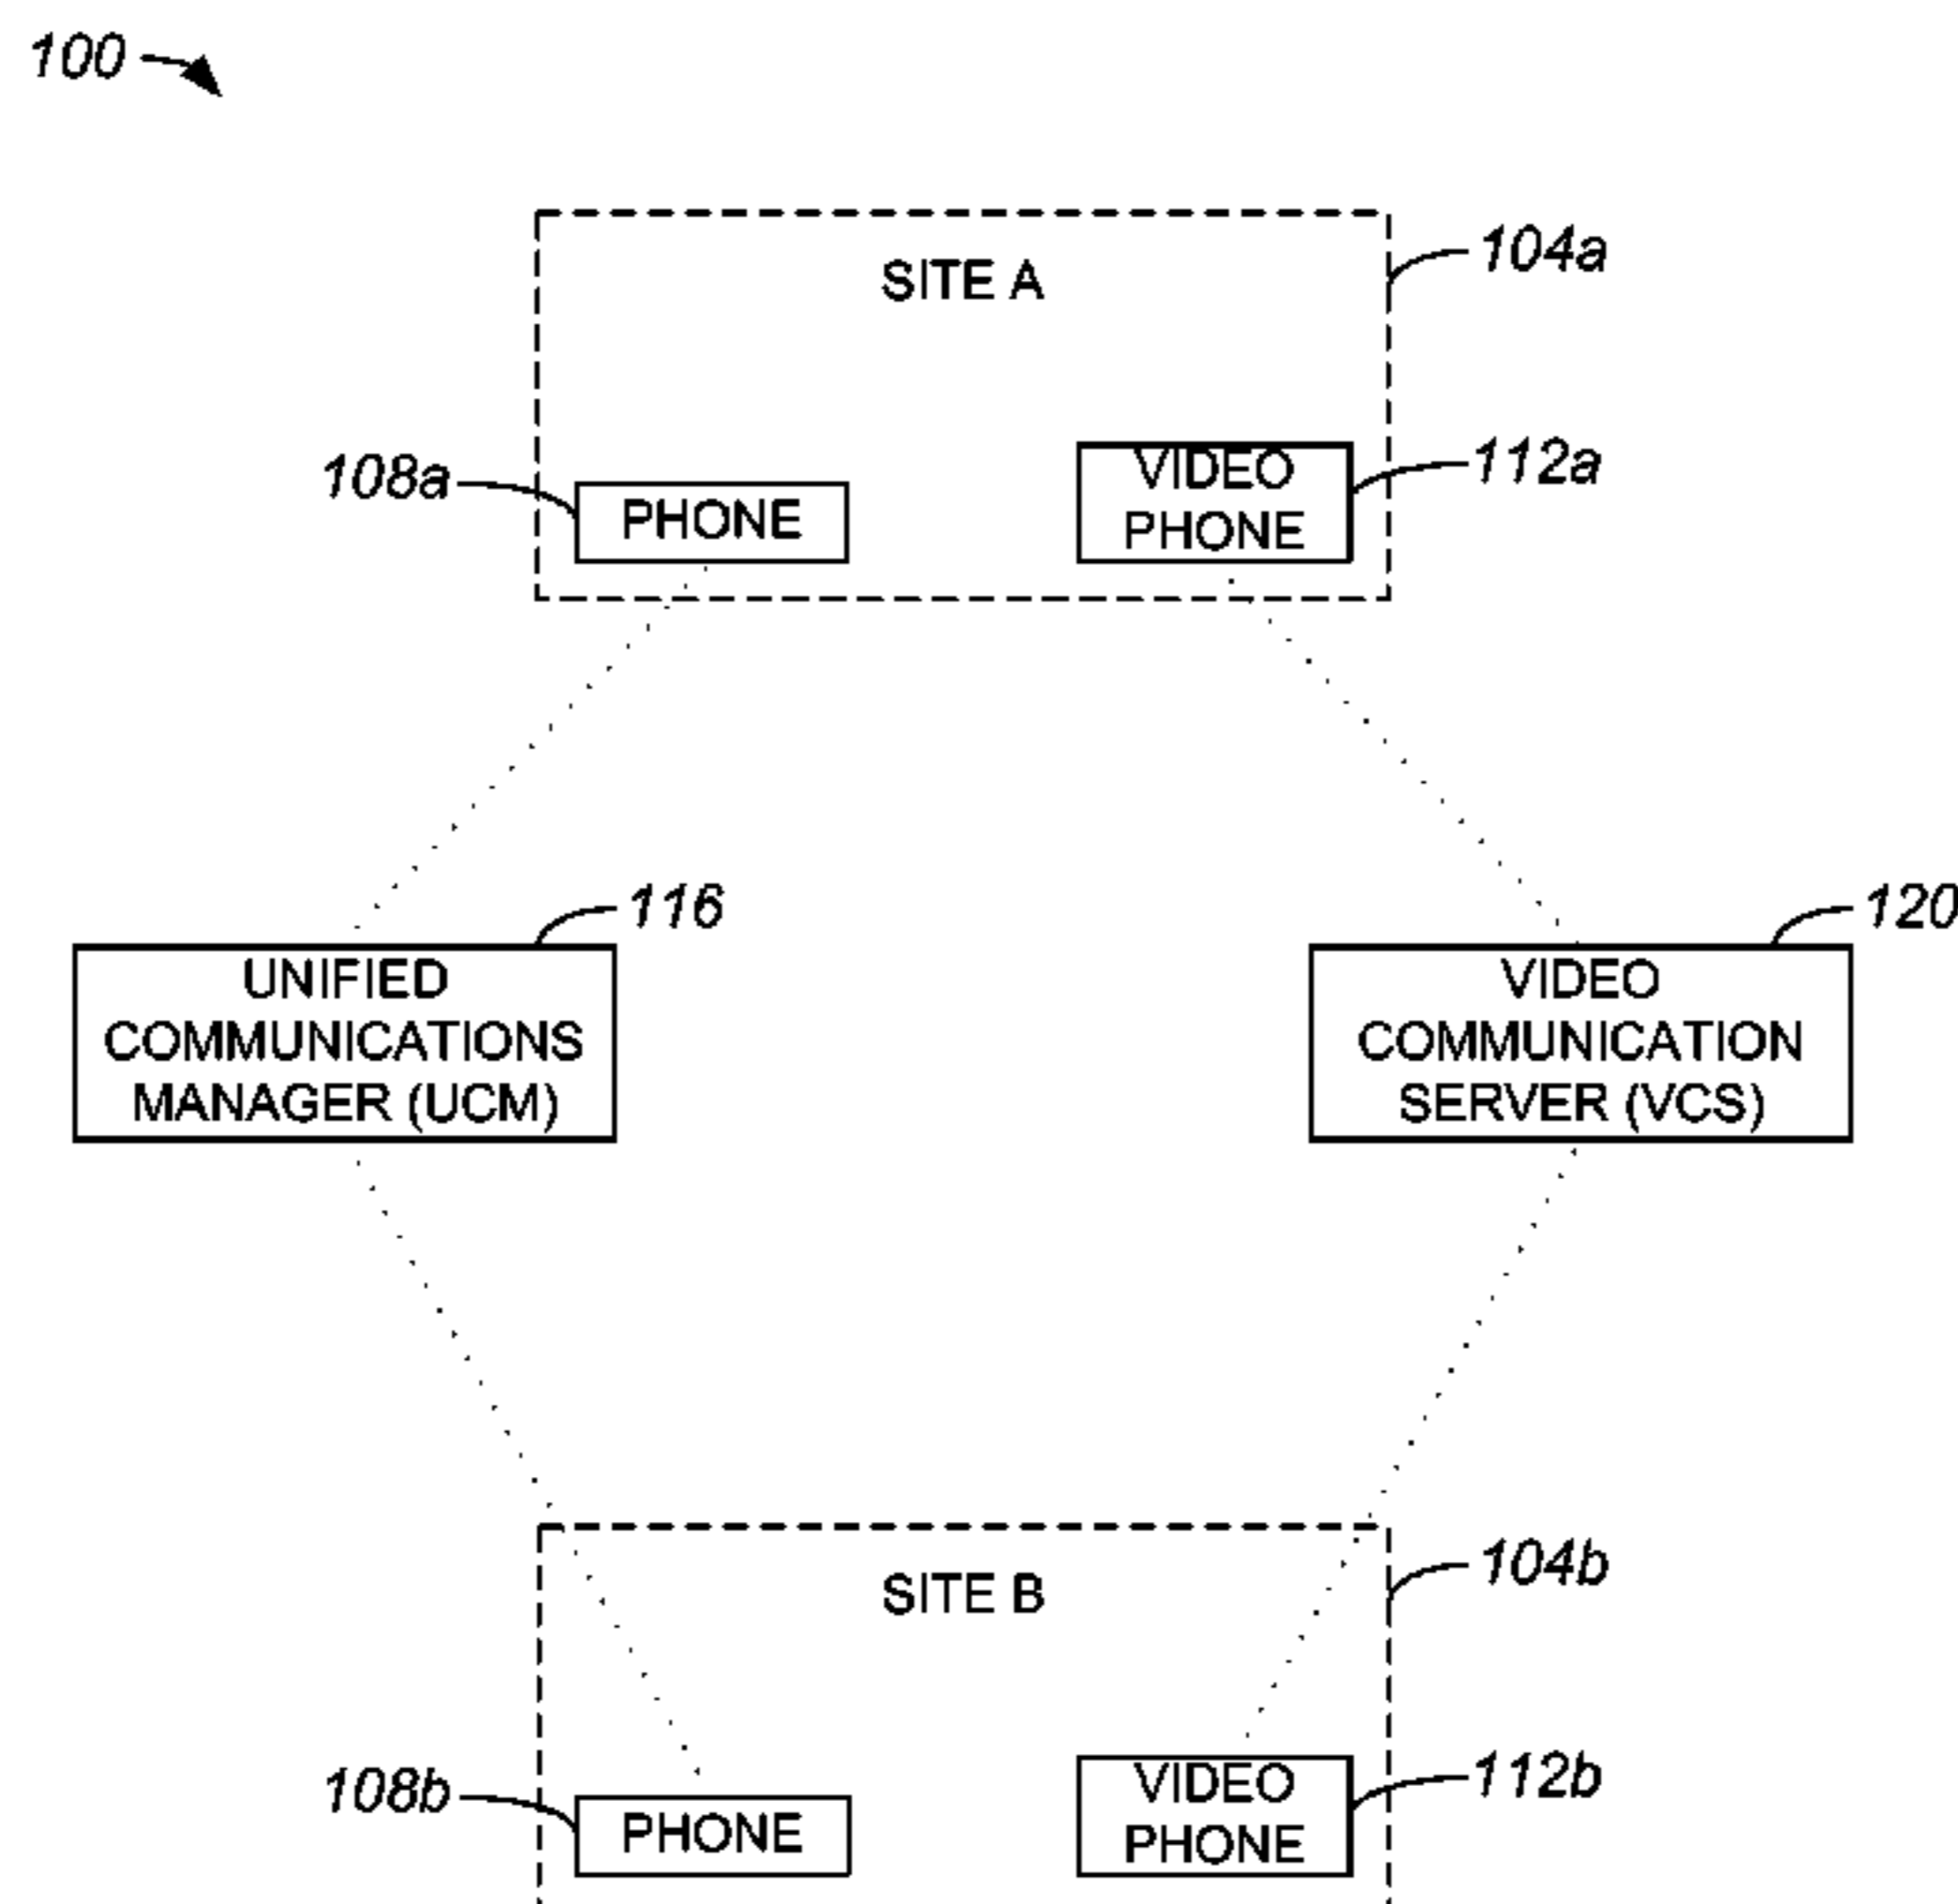 100
SITE A
104a
108a
PHONE
VIDEO
PHONE
112a
116
120
UNIFIED
COMMUNICATIONS
MANAGER (UCM)
VIDEO
COMMUNICATION
SERVER (VCS)
SITE B
104b
108b
PHONE
VIDEO
PHONE
112b